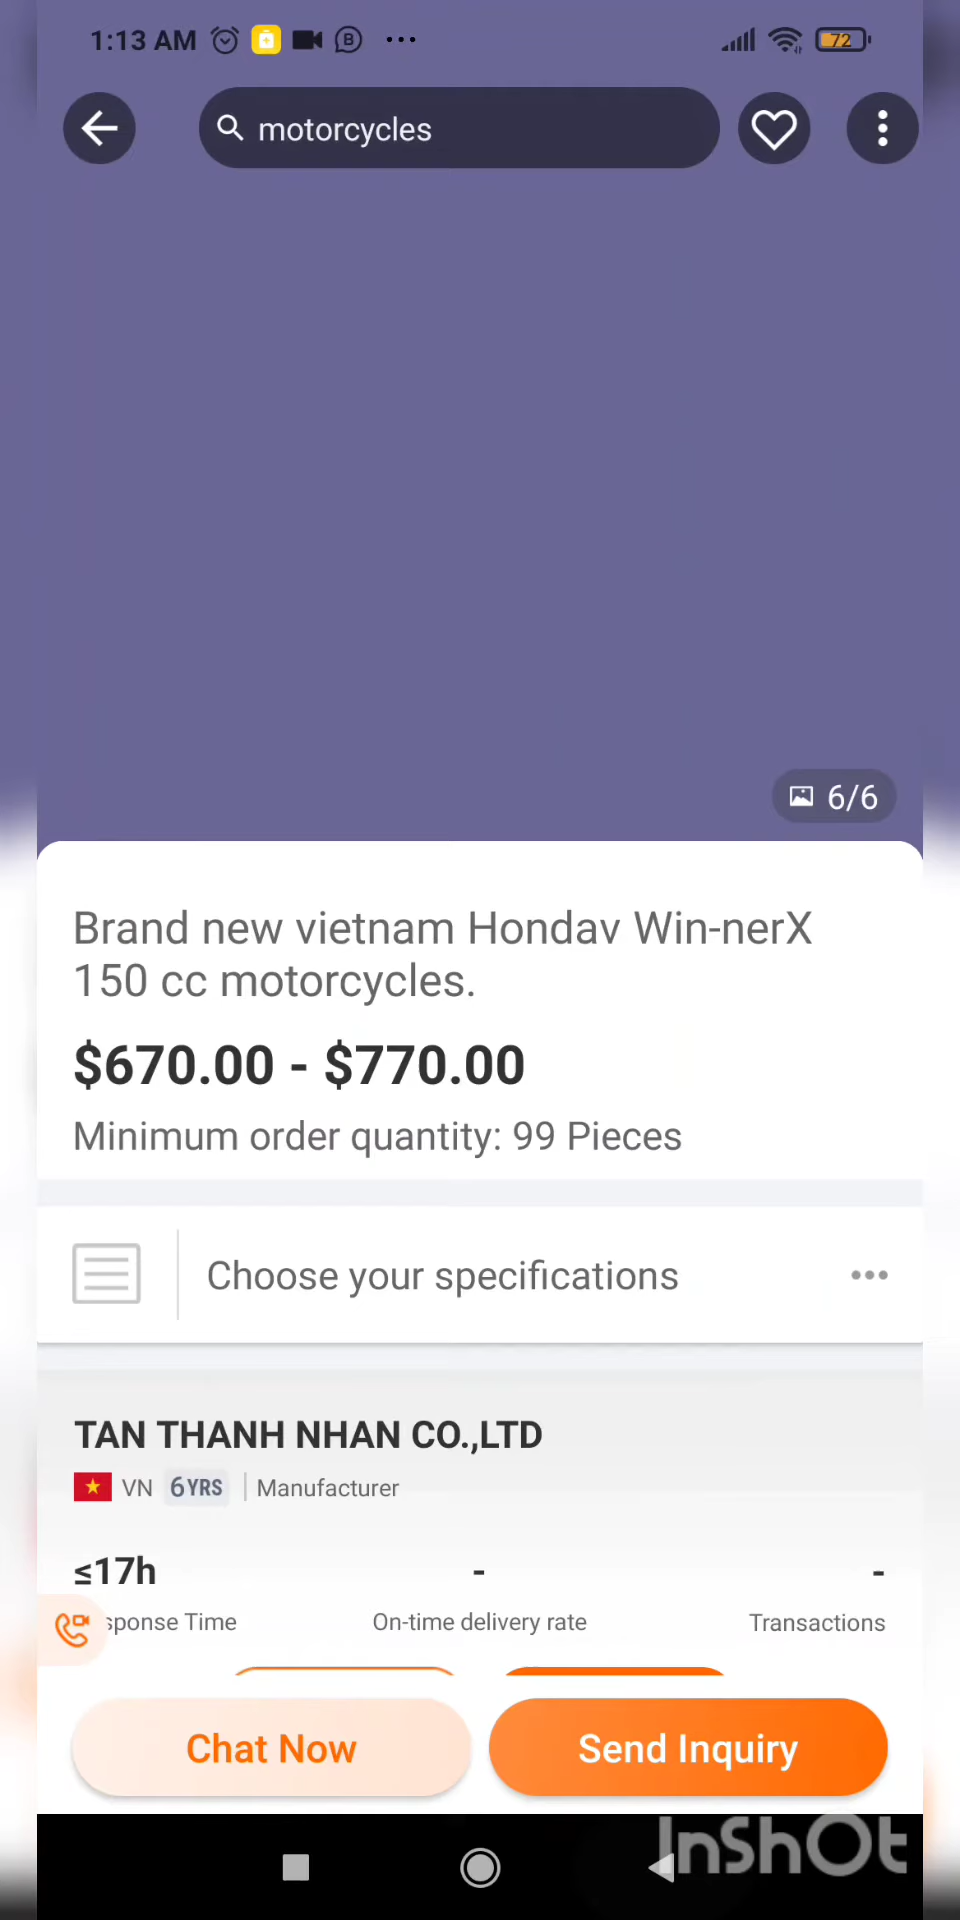 1:13 AM B ... 72
motorcycles
6/6
Brand new vietnam Hondav Win-nerX
150 cc motorcycles.
$670.00 - $770.00
Minimum order quantity: 99 Pieces
Choose your specifications
TAN THANH NHAN CO.,LTD
VN 6YRS | Manufacturer
≤17h - -
sponse Time On-time delivery rate Transactions
Chat Now Send Inquiry
InShOt